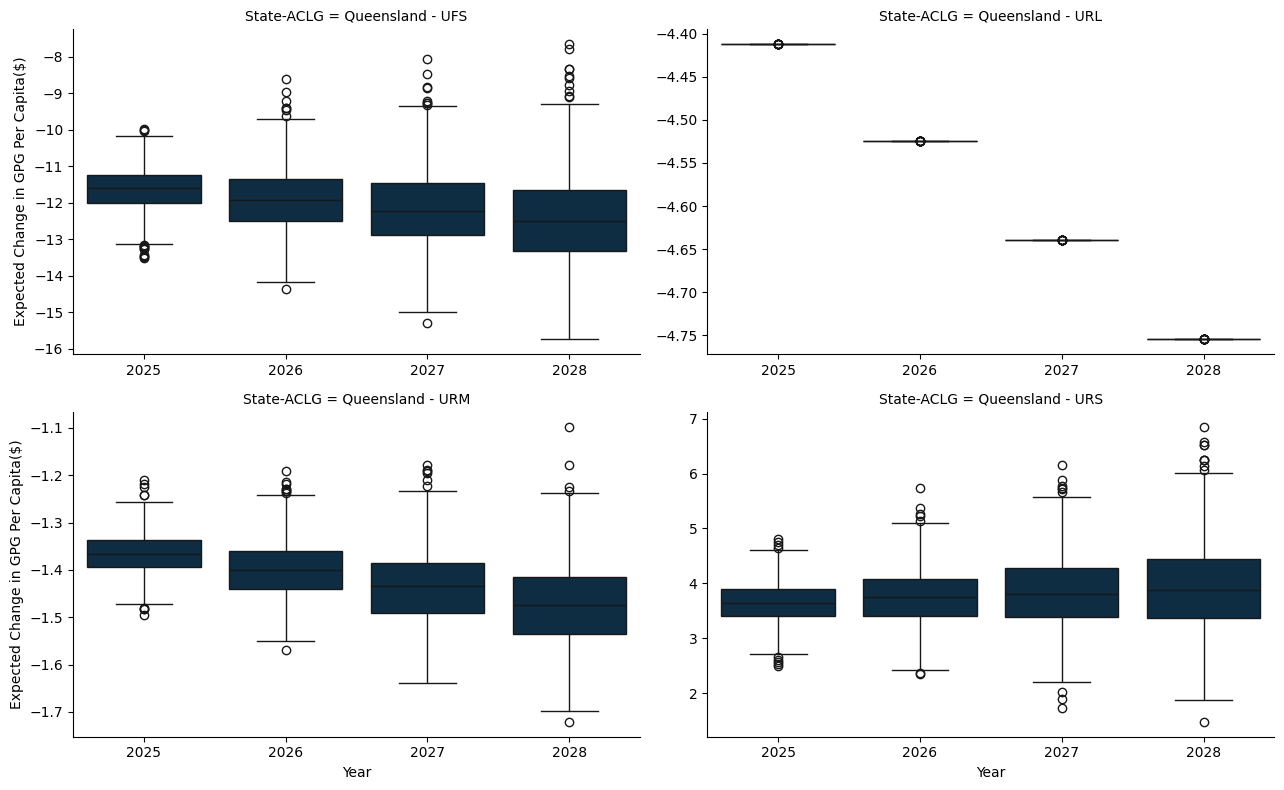 State-ACLG = Queensland - UFS
Expected Change in GPG Per Capita($)
−8
−9
−10
−11
−12
−13
−14
−15
−16
2025 2026 2027 2028
State-ACLG = Queensland - URL
−4.40
−4.45
−4.50
−4.55
−4.60
−4.65
−4.70
−4.75
2025 2026 2027 2028
State-ACLG = Queensland - URM
Expected Change in GPG Per Capita($)
−1.1
−1.2
−1.3
−1.4
−1.5
−1.6
−1.7
2025 2026 2027 2028
Year
State-ACLG = Queensland - URS
7
6
5
4
3
2
2025 2026 2027 2028
Year